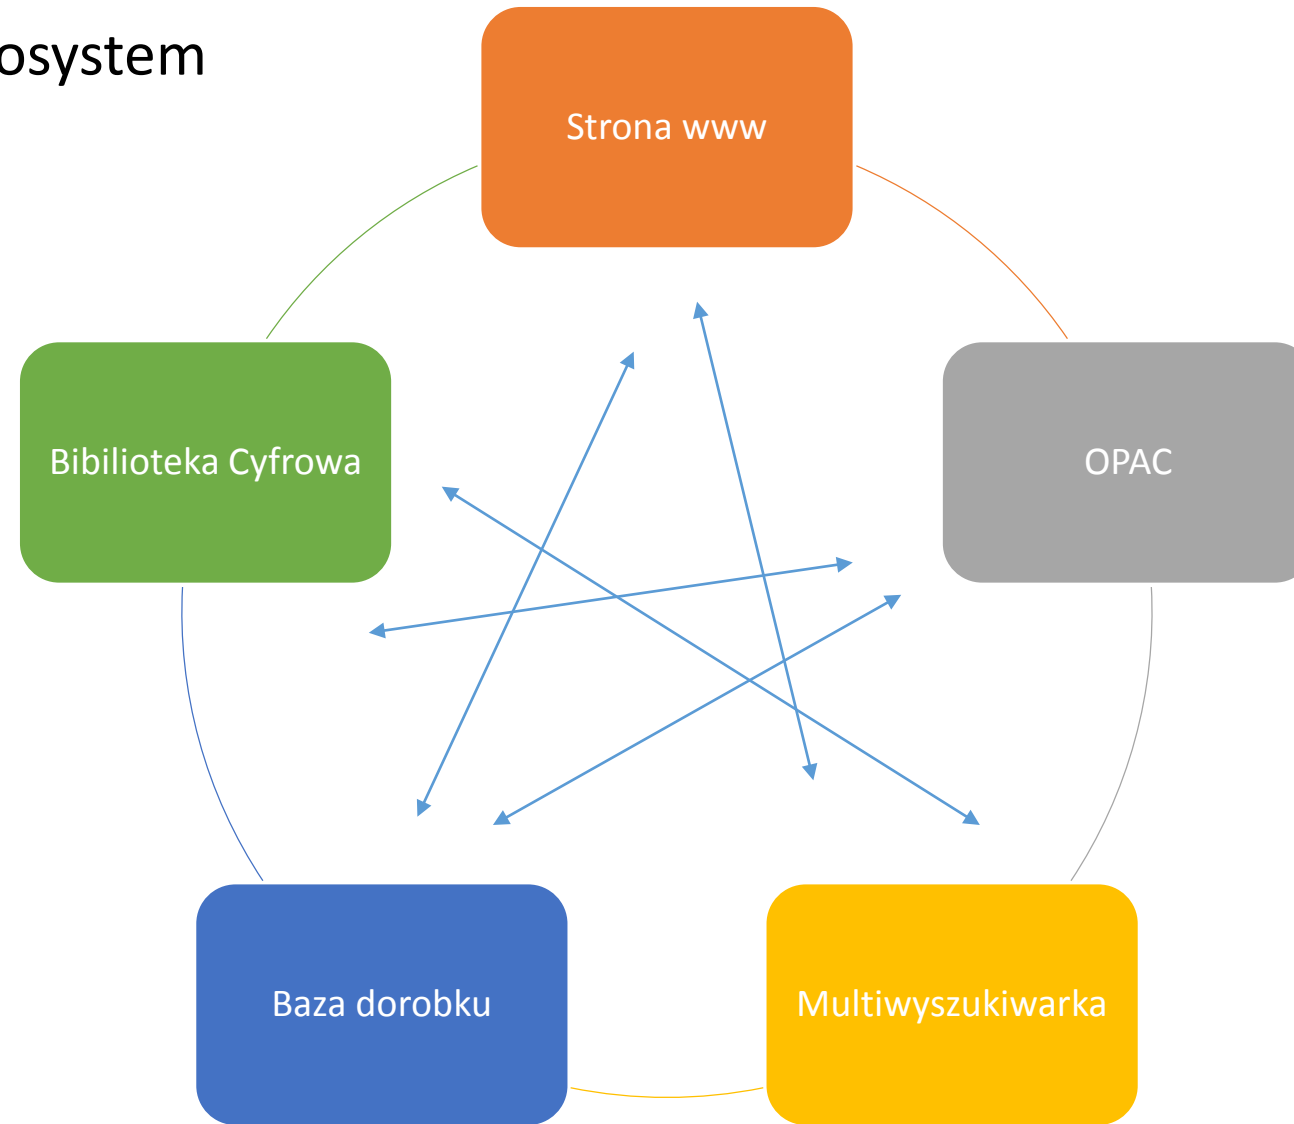 osystem
Strona www
Bibilioteka Cyfrowa
OPAC
Baza dorobku
Multiwyszukiwarka